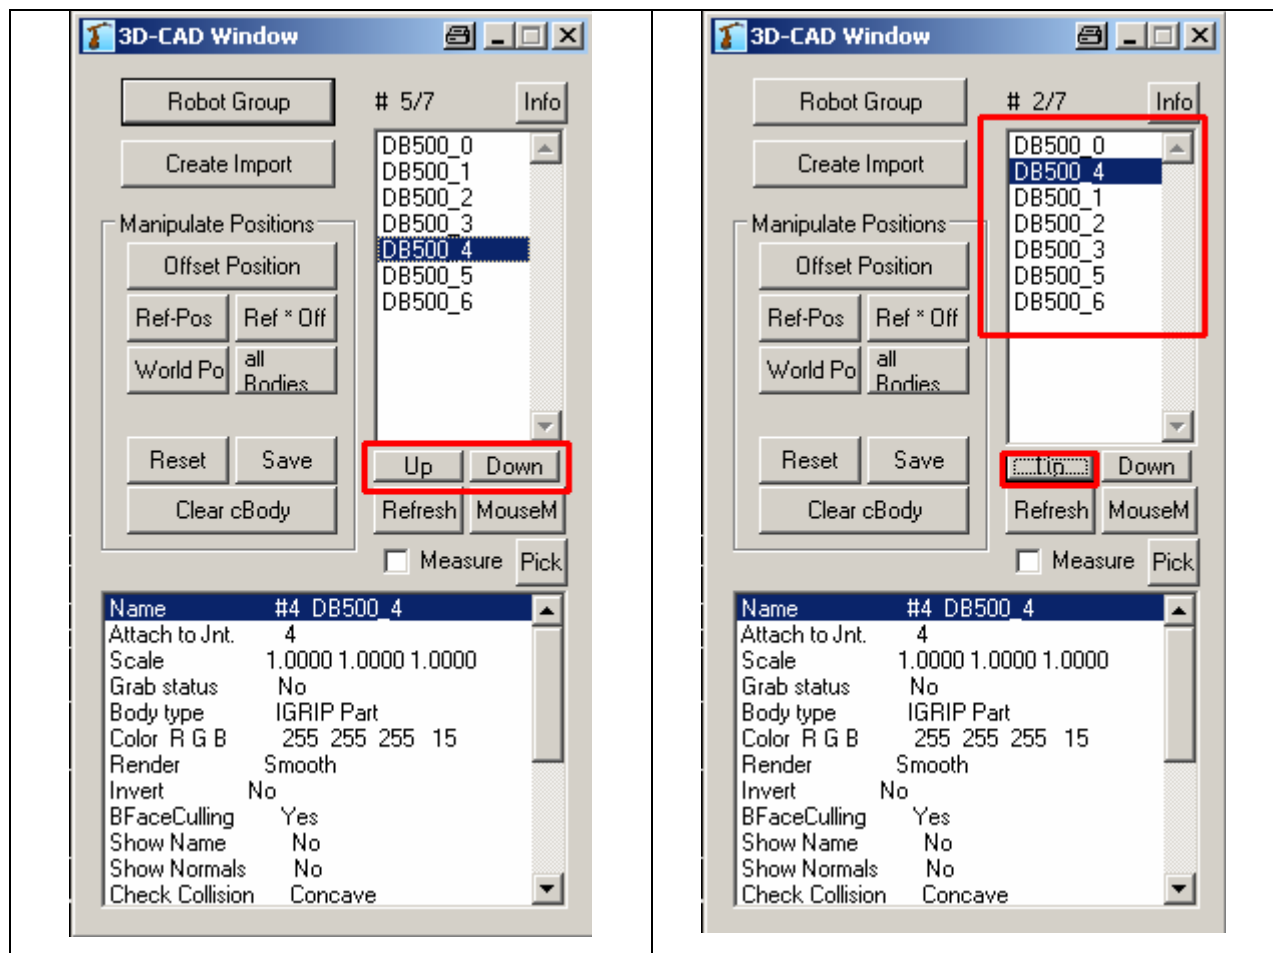 3D-CAD Window
Robot Group
# 5/7
Info
Create Import
DB500_0
DB500_1
DB500_2
DB500_3
DB500_4
DB500_5
DB500_6
Manipulate Positions
Offset Position
Ref-Pos
Ref * Off
World Po
all
Bodies
Reset
Save
Up
Down
Clear cBody
Refresh
MouseM
Measure
Pick
Name #4 DB500_4
Attach to Jnt. 4
Scale 1.0000 1.0000 1.0000
Grab status No
Body type IGRIP Part
Color R G B 255 255 255 15
Render Smooth
Invert No
BFaceCulling Yes
Show Name No
Show Normals No
Check Collision Concave
3D-CAD Window
Robot Group
# 2/7
Info
Create Import
DB500_0
DB500_4
DB500_1
DB500_2
DB500_3
DB500_5
DB500_6
Manipulate Positions
Offset Position
Ref-Pos
Ref * Off
World Po
all
Bodies
Reset
Save
Up
Down
Clear cBody
Refresh
MouseM
Measure
Pick
Name #4 DB500_4
Attach to Jnt. 4
Scale 1.0000 1.0000 1.0000
Grab status No
Body type IGRIP Part
Color R G B 255 255 255 15
Render Smooth
Invert No
BFaceCulling Yes
Show Name No
Show Normals No
Check Collision Concave